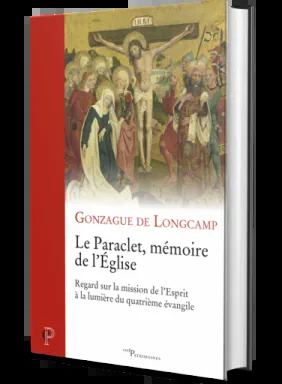 GONZAGUE DE LONGCAMP
Le Paraclet, mémoire
de l'Église
Regard sur la mission de l'Esprit
à la lumière du quatrième évangile
PATRIMOINES